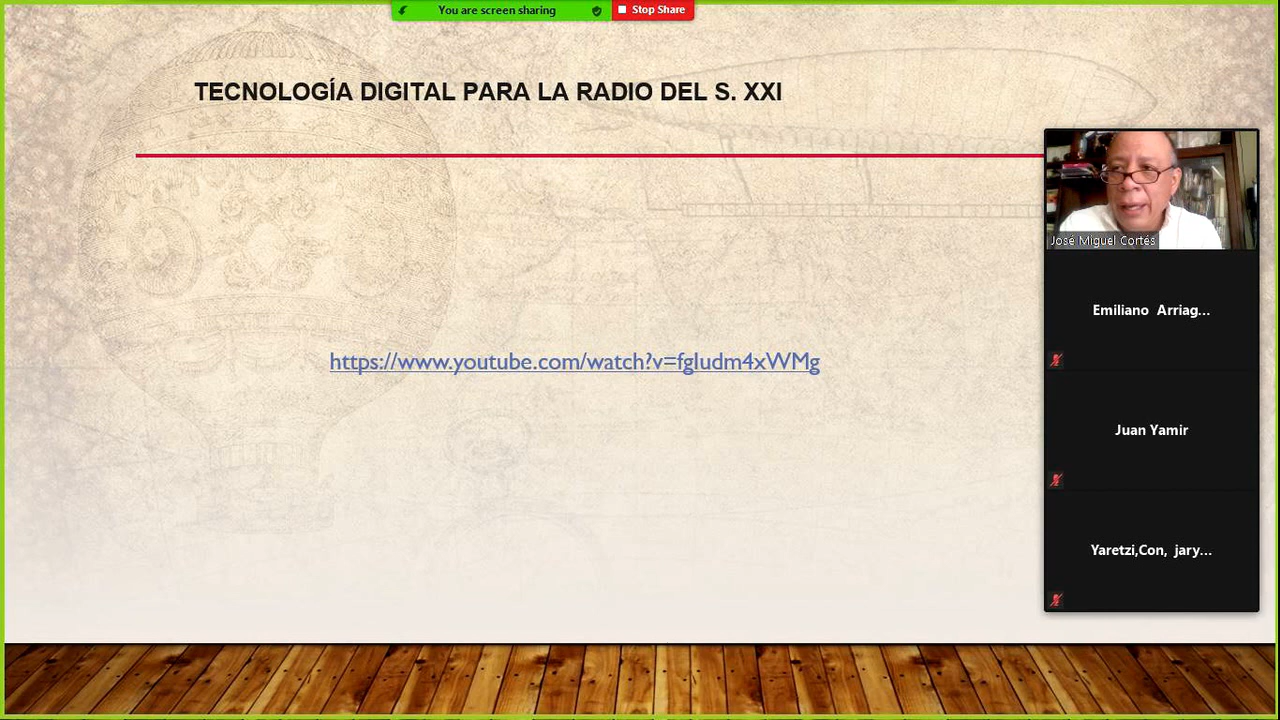 You are screen sharing
Stop Share
TECNOLOGÍA DIGITAL PARA LA RADIO DEL S. XXI
https://www.youtube.com/watch?v=fgIudm4xWMg
José Miguel Cortés
Emiliano Arriag...
Juan Yamir
Yaretzi,Con, jary...